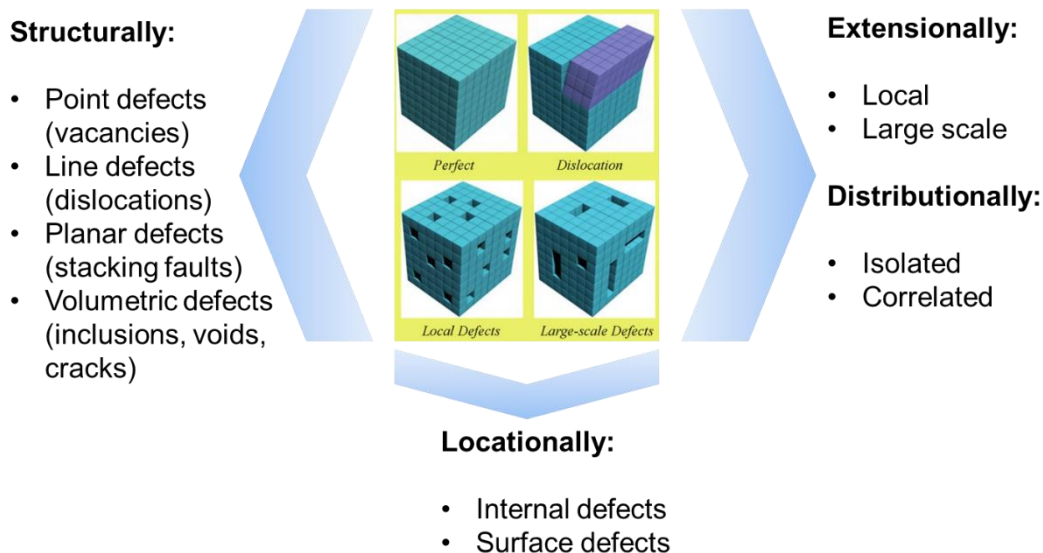 Structurally:
• Point defects
(vacancies)
• Line defects
(dislocations)
• Planar defects
(stacking faults)
• Volumetric defects
(inclusions, voids,
cracks)
Perfect
Dislocation
Local Defects
Large-scale Defects
Extensionally:
• Local
• Large scale
Distributionally:
• Isolated
• Correlated
Locationally:
• Internal defects
• Surface defects